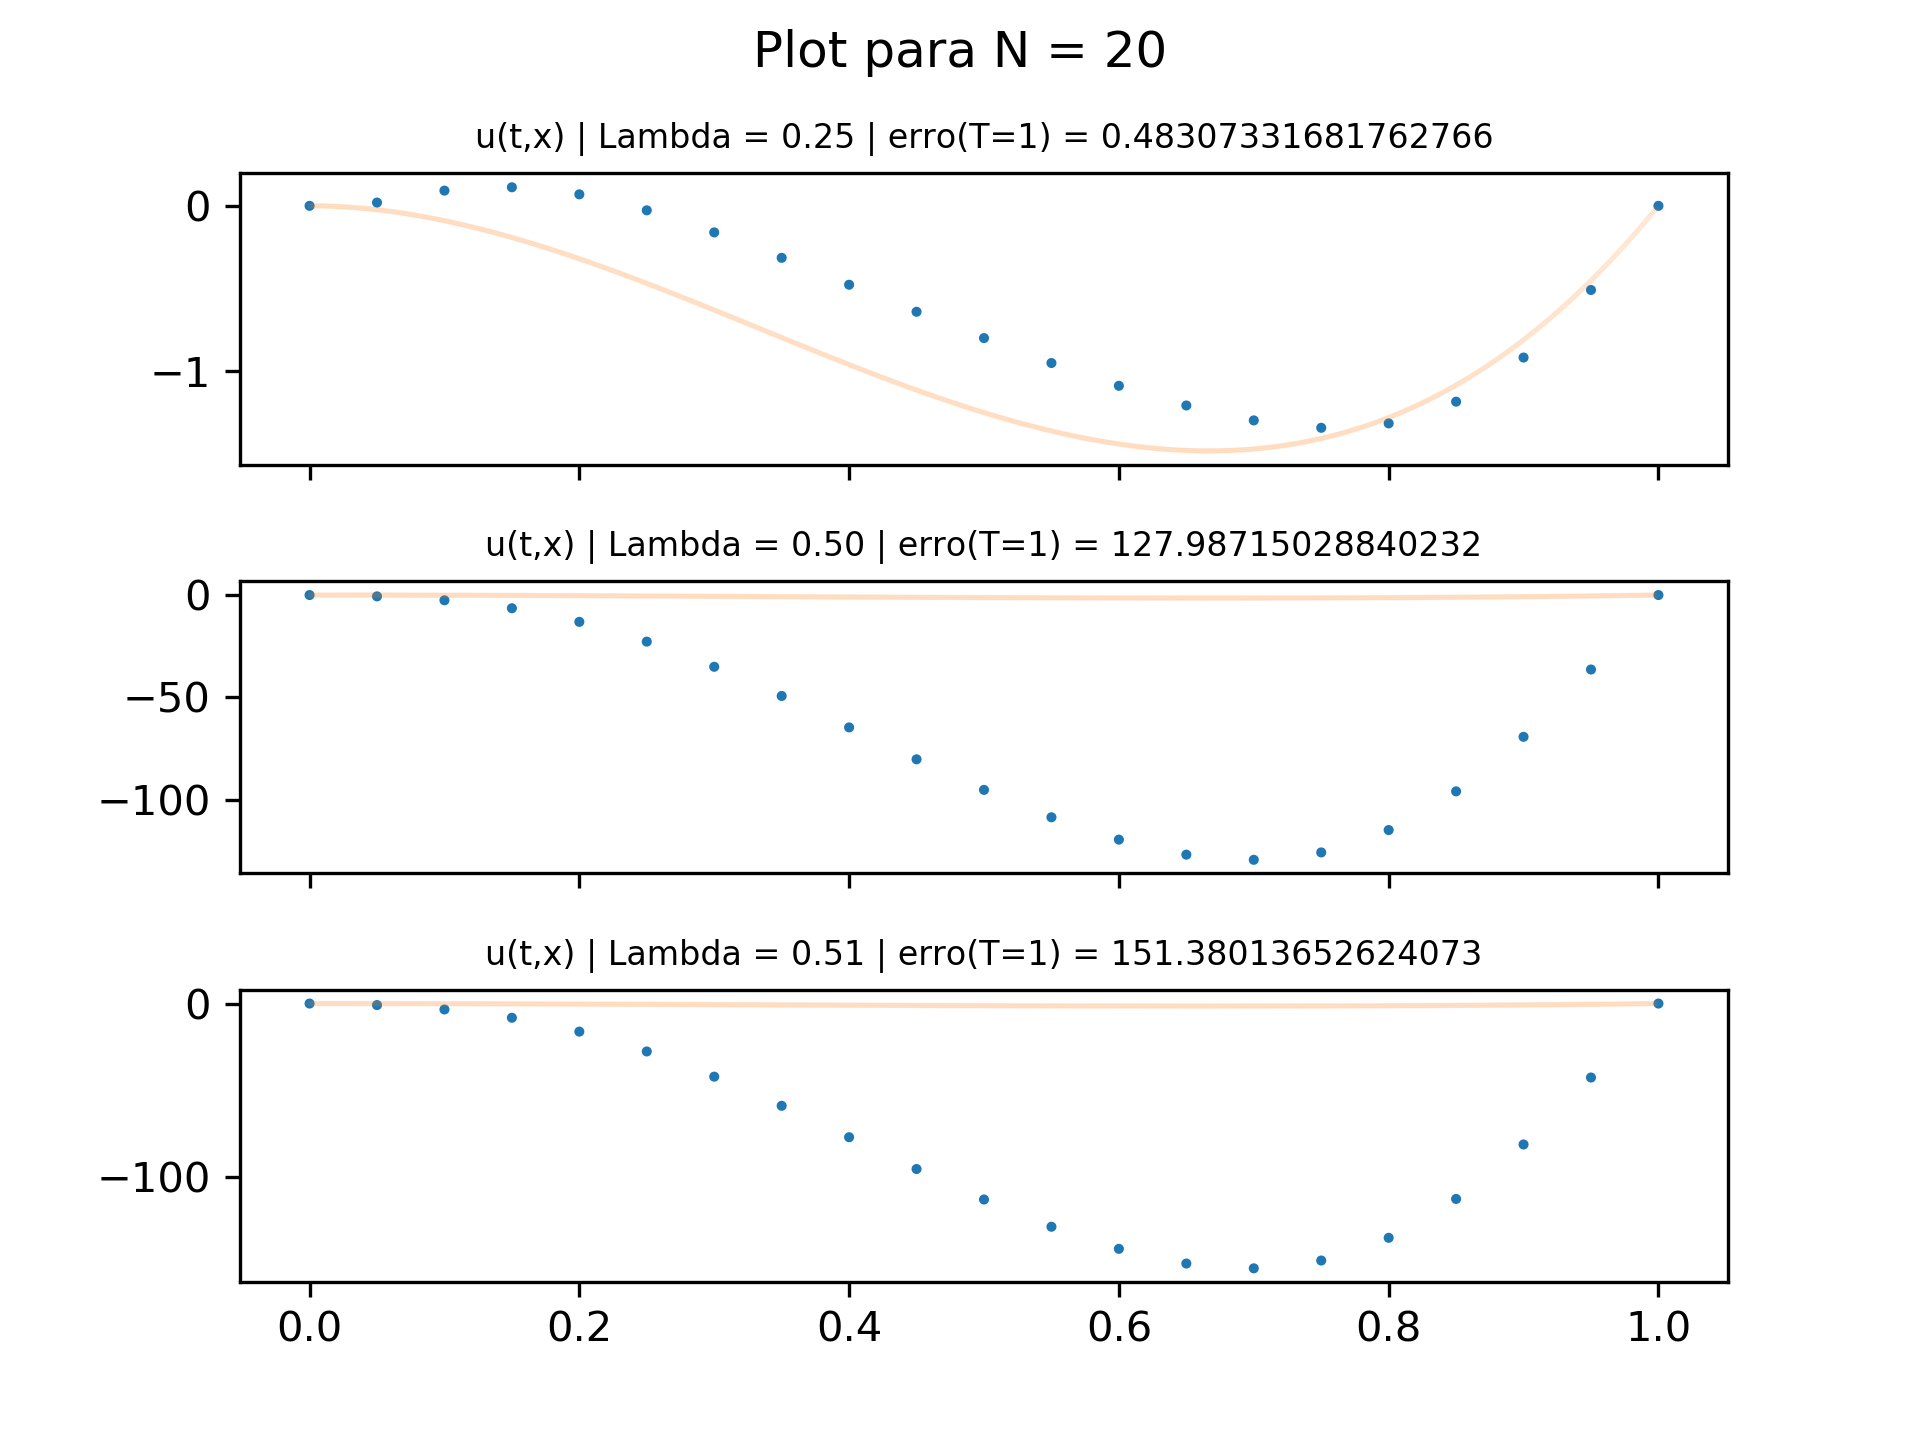 Plot para N = 20
u(t,x) | Lambda = 0.25 | erro(T=1) = 0.48307331681762766
0
−1
u(t,x) | Lambda = 0.50 | erro(T=1) = 127.98715028840232
0
−50
−100
u(t,x) | Lambda = 0.51 | erro(T=1) = 151.38013652624073
0
−100
0.0 0.2 0.4 0.6 0.8 1.0